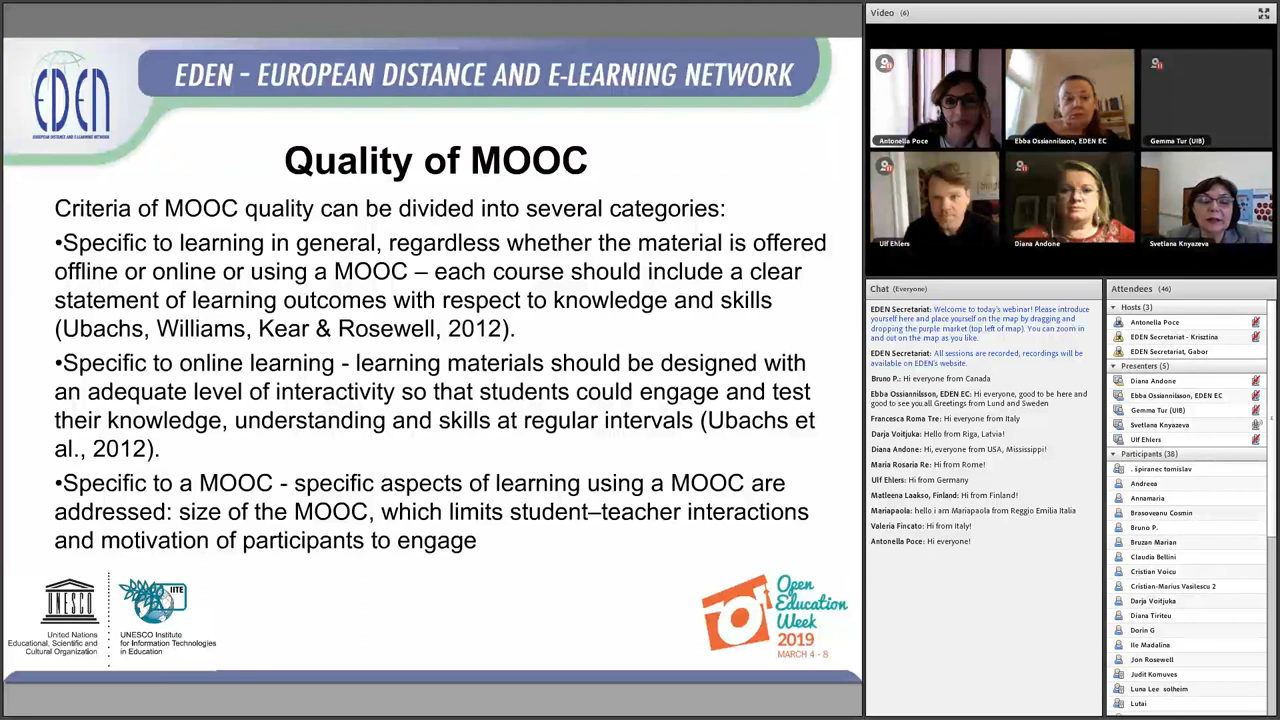 EDEN
EUROPEAN DISTANCE AND E-LEARNING NETWORK
EDEN – EUROPEAN DISTANCE AND E-LEARNING NETWORK
Quality of MOOC
Criteria of MOOC quality can be divided into several categories:
•Specific to learning in general, regardless whether the material is offered
offline or online or using a MOOC – each course should include a clear
statement of learning outcomes with respect to knowledge and skills
(Ubachs, Williams, Kear & Rosewell, 2012).
•Specific to online learning - learning materials should be designed with
an adequate level of interactivity so that students could engage and test
their knowledge, understanding and skills at regular intervals (Ubachs et
al., 2012).
•Specific to a MOOC - specific aspects of learning using a MOOC are
addressed: size of the MOOC, which limits student–teacher interactions
and motivation of participants to engage
UNESCO
United Nations
Educational, Scientific and
Cultural Organization
IITE
UNESCO Institute
for Information Technologies
in Education
Open
Education
Week
2019
MARCH 4 - 8
Video (6)
Antonella Poce
Ebba Ossiannilsson, EDEN EC
Gemma Tur (UIB)
Ulf Ehlers
Diana Andone
Svetlana Knyazeva
Chat (Everyone)
EDEN Secretariat: Welcome to today's webinar! Please introduce
yourself here and place yourself on the map by dragging and
dropping the purple market (top left of map). You can zoom in
and out on the map as you like.
EDEN Secretariat: All sessions are recorded, recordings will be
available on EDEN's website.
Bruno P.: Hi everyone from Canada
Ebba Ossiannilsson, EDEN EC: Hi everyone, good to be here and
good to see you.all Greetings from Lund and Sweden
Francesca Roma Tre: Hi everyone from Italy
Darja Voitjuka: Hello from Riga, Latvia!
Diana Andone: Hi, everyone from USA, Mississippi!
Maria Rosaria Re: Hi from Rome!
Ulf Ehlers: Hi from Germany
Matleena Laakso, Finland: Hi from Finland!
Mariapaola: hello i am Mariapaola from Reggio Emilia Italia
Valeria Fincato: Hi from Italy!
Antonella Poce: Hi everyone!
Attendees (46)
Hosts (3)
Antonella Poce
EDEN Secretariat - Krisztina
EDEN Secretariat, Gabor
Presenters (5)
Diana Andone
Ebba Ossiannilsson, EDEN EC
Gemma Tur (UIB)
Svetlana Knyazeva
Ulf Ehlers
Participants (38)
. špiranec tomislav
Andreea
Annamaria
Brasoveanu Cosmin
Bruno P.
Bruzan Marian
Claudia Bellini
Cristian Voicu
Cristian-Marius Vasilescu 2
Darja Voitjuka
Diana Tiriteu
Dorin G
Ile Madalina
Jon Rosewell
Judit Komuves
Luna Lee solheim
Lutai